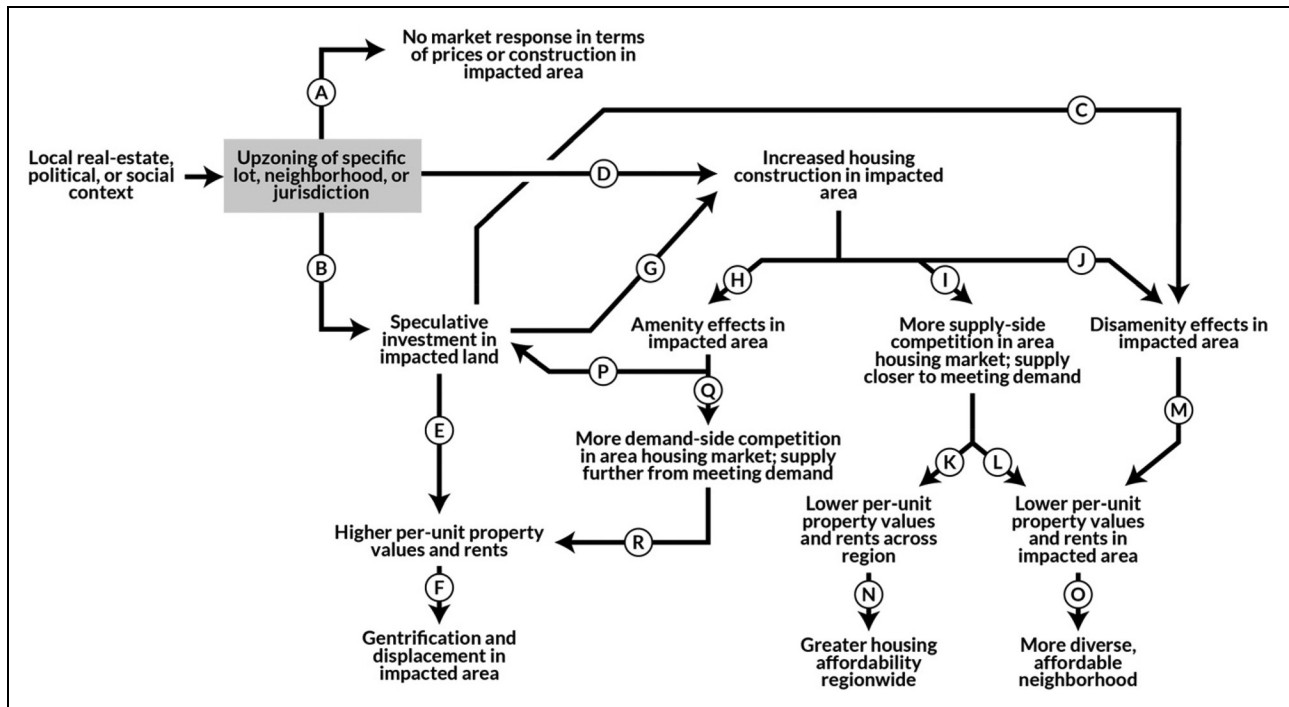 No market response in terms
of prices or construction in
impacted area
A
C
Local real-estate,
political, or social
context
Upzoning of specific
lot, neighborhood, or
jurisdiction
D
Increased housing
construction in impacted
area
B
G
H
I
J
Speculative
investment in
impacted land
Amenity effects in
impacted area
More supply-side
competition in area
housing market; supply
closer to meeting demand
Disamenity effects in
impacted area
P
Q
M
E
More demand-side competition
in area housing market; supply
further from meeting demand
K
L
Higher per-unit property
values and rents
R
Lower per-unit
property values
and rents across
region
Lower per-unit
property values
and rents in
impacted area
F
N
O
Gentrification and
displacement in
impacted area
Greater housing
affordability
regionwide
More diverse,
affordable
neighborhood